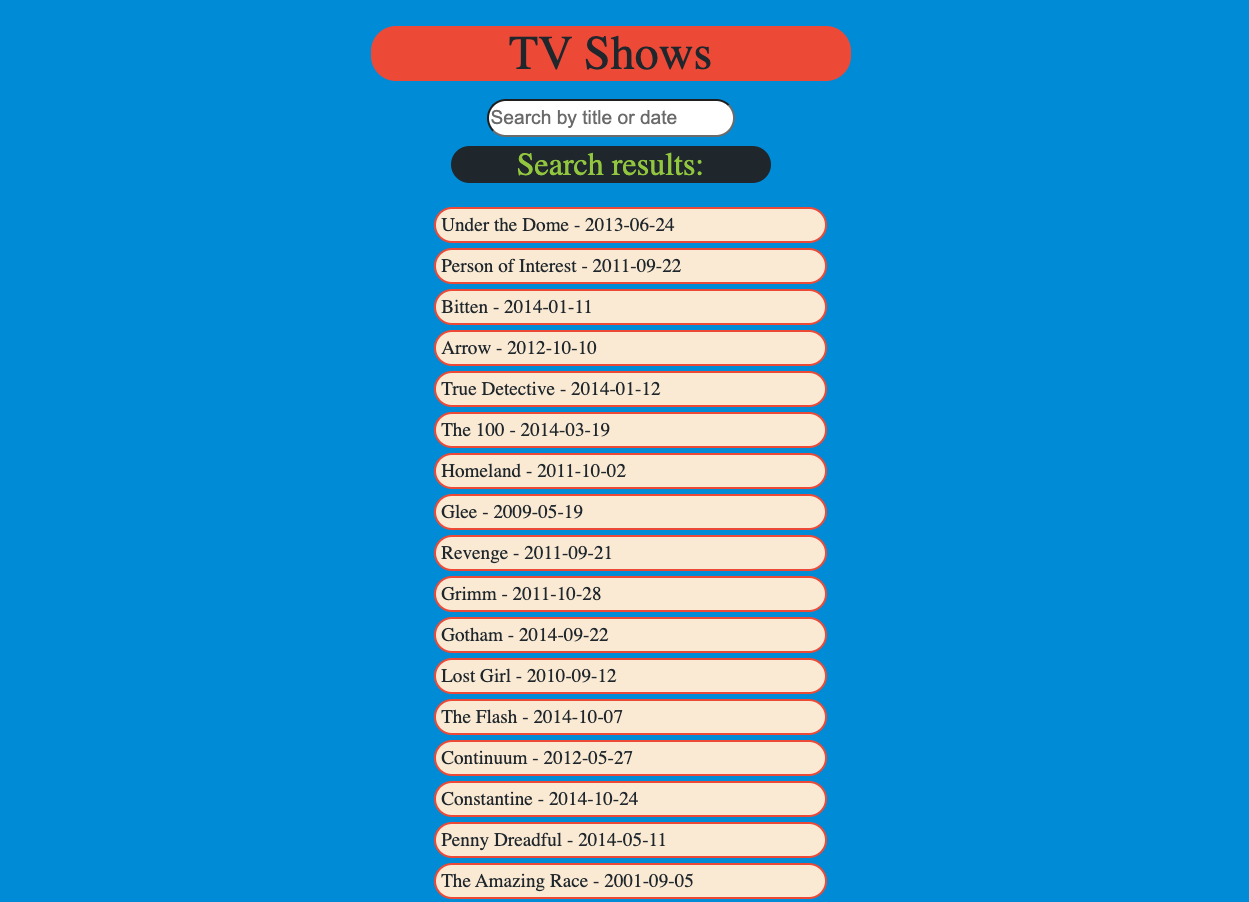 TV Shows
Search by title or date
Search results:
Under the Dome - 2013-06-24
Person of Interest - 2011-09-22
Bitten - 2014-01-11
Arrow - 2012-10-10
True Detective - 2014-01-12
The 100 - 2014-03-19
Homeland - 2011-10-02
Glee - 2009-05-19
Revenge - 2011-09-21
Grimm - 2011-10-28
Gotham - 2014-09-22
Lost Girl - 2010-09-12
The Flash - 2014-10-07
Continuum - 2012-05-27
Constantine - 2014-10-24
Penny Dreadful - 2014-05-11
The Amazing Race - 2001-09-05